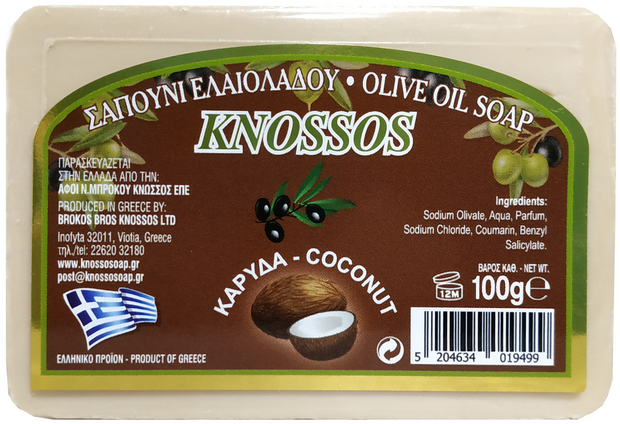 ΣΑΠΟΥΝΙ ΕΛΑΙΟΛΑΔΟΥ • OLIVE OIL SOAP
KNOSSOS
ΠΑΡΑΣΚΕΥΑΖΕΤΑΙ
ΣΤΗΝ ΕΛΛΑΔΑ ΑΠΟ ΤΗΝ:
ΑΦΟΙ Ν.ΜΠΡΟΚΟΥ ΚΝΩΣΣΟΣ ΕΠΕ
PRODUCED IN GREECE BY:
BROKOS BROS KNOSSOS LTD
Inofyta 32011, Viotia, Greece
τηλ./tel: 22620 32180
www.knossosoap.gr
post@knossosoap.gr
ΕΛΛΗΝΙΚΟ ΠΡΟΪΟΝ - PRODUCT OF GREECE
ΚΑΡΥΔΑ - COCONUT
Ingredients:
Sodium Olivate, Aqua, Parfum,
Sodium Chloride, Coumarin, Benzyl
Salicylate.
ΒΑΡΟΣ ΚΑΘ. - NET WT.
12M 100g℮
5 204634 019499